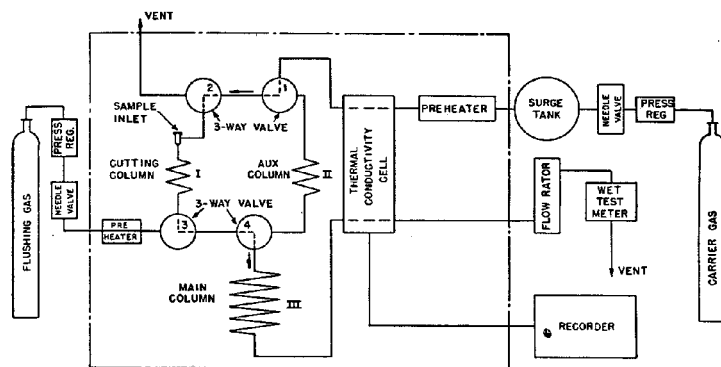 VENT
2
1
3-WAY VALVE
SAMPLE
INLET
CUTTING
COLUMN
I
AUX
COLUMN
II
3-WAY VALVE
3
4
MAIN
COLUMN
III
FLUSHING GAS
PRESS
REG.
NEEDLE
VALVE
PRE
HEATER
THERMAL
CONDUCTIVITY
CELL
PREHEATER
SURGE
TANK
NEEDLE
VALVE
PRESS
REG
FLOW RATOR
WET
TEST
METER
VENT
RECORDER
CARRIER GAS